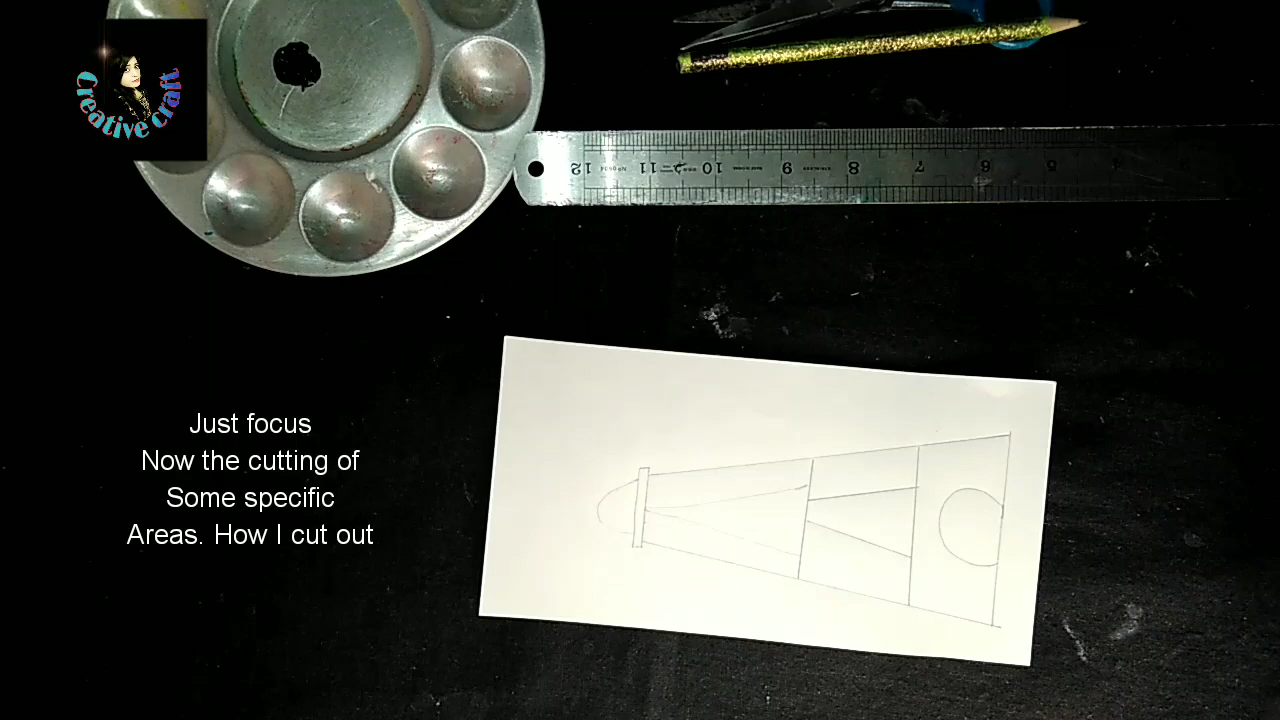 Creative craft
12 11 10 9 8 7 6 5
Just focus
Now the cutting of
Some specific
Areas. How I cut out